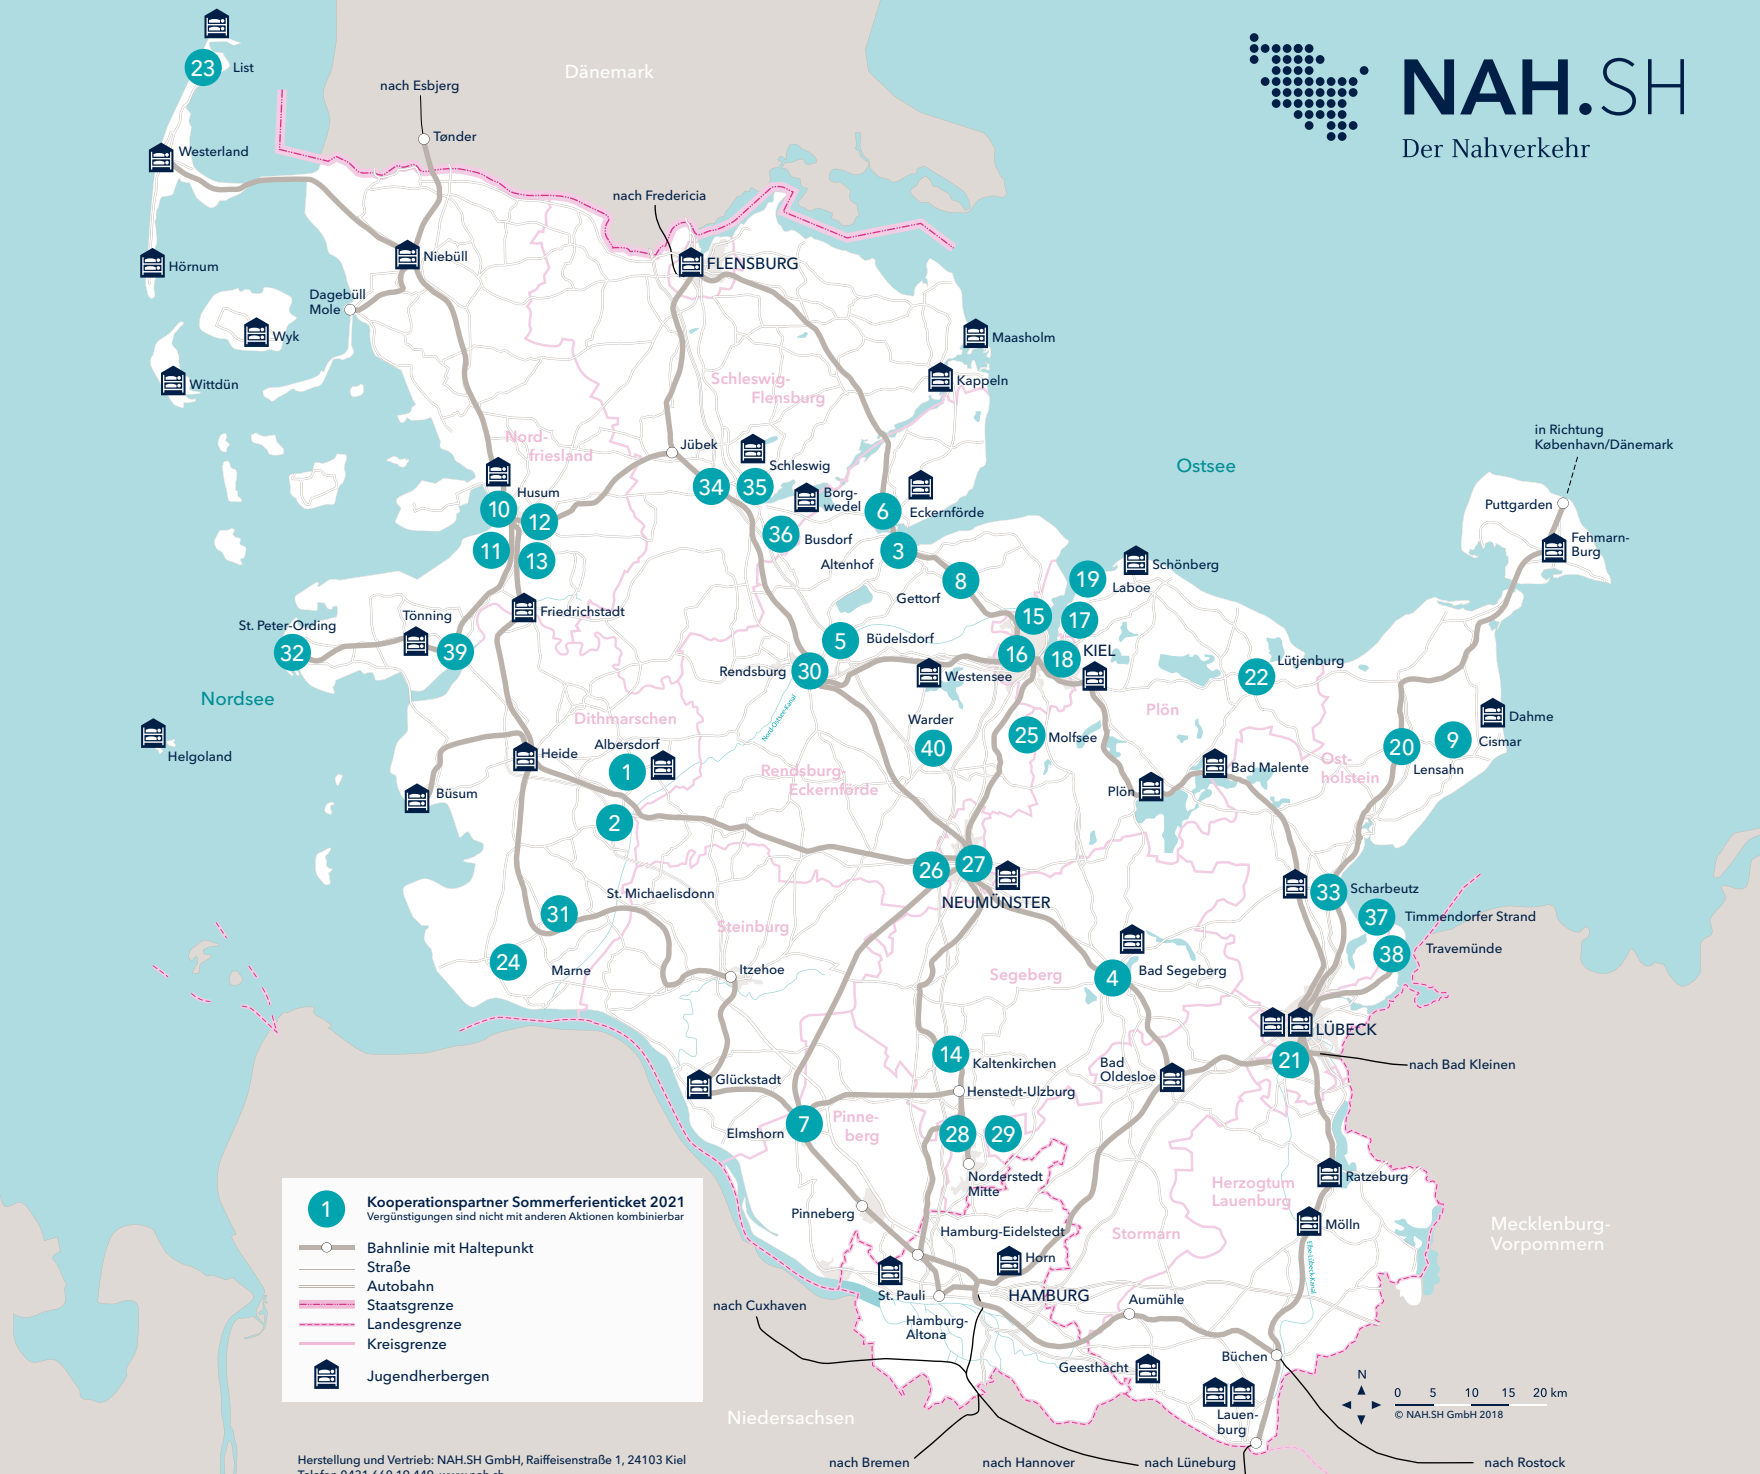 NAH.SH
Der Nahverkehr
Dänemark
nach Esbjerg
Tønder
23
List
Westerland
nach Fredericia
Hörnum
Niebüll
FLENSBURG
Dagebüll
Mole
Wyk
Wittdün
Maasholm
Kappeln
Schleswig-
Flensburg
Nord-
friesland
Jübek
Schleswig
34
35
Borg-
wedel
6
Eckernförde
Husum
10
12
11
13
36
Busdorf
3
Altenhof
Ostsee
in Richtung
København/Dänemark
Puttgarden
Fehmarn-
Burg
8
Gettorf
19
Laboe
Schönberg
Friedrichstadt
Tönning
St. Peter-Ording
32
39
5
Büdelsdorf
15
17
16
18
KIEL
Rendsburg
30
Westensee
22
Lütjenburg
Nordsee
Helgoland
Nord-Ostsee-Kanal
Dithmarschen
Heide
Albersdorf
1
Büsum
2
Warder
40
25
Molfsee
Plön
Rendsburg-
Eckernförde
Plön
Bad Malente
Ost-
holstein
20
Lensahn
9
Cismar
Dahme
26
27
NEUMÜNSTER
33
Scharbeutz
37
Timmendorfer Strand
38
Travemünde
31
St. Michaelisdonn
24
Marne
Steinburg
Itzehoe
Segeberg
4
Bad Segeberg
LÜBECK
21
nach Bad Kleinen
14
Kaltenkirchen
Bad
Oldesloe
Henstedt-Ulzburg
Glückstadt
7
Elmshorn
Pinne-
berg
28
29
Norderstedt
Mitte
Ratzeburg
Herzogtum
Lauenburg
Mölln
Elbe-Lübeck-Kanal
Pinneberg
Hamburg-Eidelstedt
Stormarn
Mecklenburg-
Vorpommern
Horn
St. Pauli
HAMBURG
Hamburg-
Altona
Aumühle
Büchen
Geesthacht
Lauen-
burg
nach Cuxhaven
Niedersachsen
nach Bremen
nach Hannover
nach Lüneburg
nach Rostock
N
0 5 10 15 20 km
© NAH.SH GmbH 2018
1
Kooperationspartner Sommerferienticket 2021
Vergünstigungen sind nicht mit anderen Aktionen kombinierbar
Bahnlinie mit Haltepunkt
Straße
Autobahn
Staatsgrenze
Landesgrenze
Kreisgrenze
Jugendherbergen
Herstellung und Vertrieb: NAH.SH GmbH, Raiffeisenstraße 1, 24103 Kiel